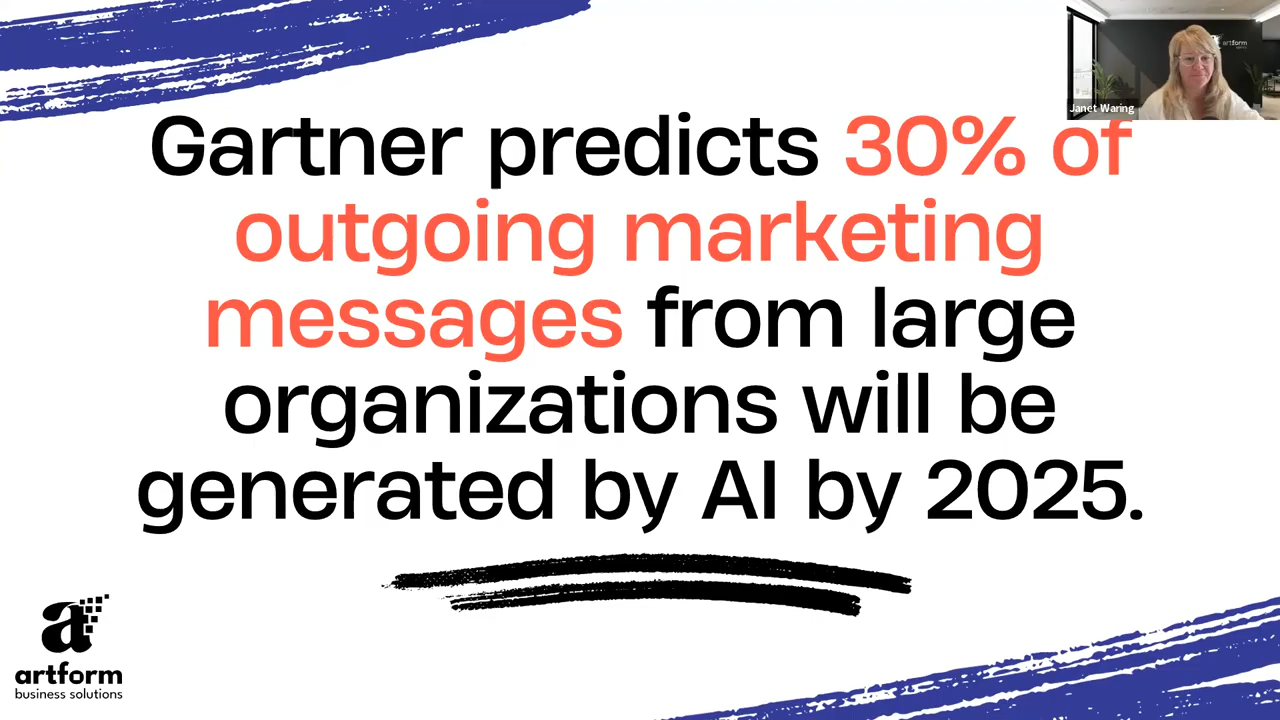 Gartner predicts 30% of
outgoing marketing
messages from large
organizations will be
generated by AI by 2025.
artform
Janet Waring
artform
business solutions